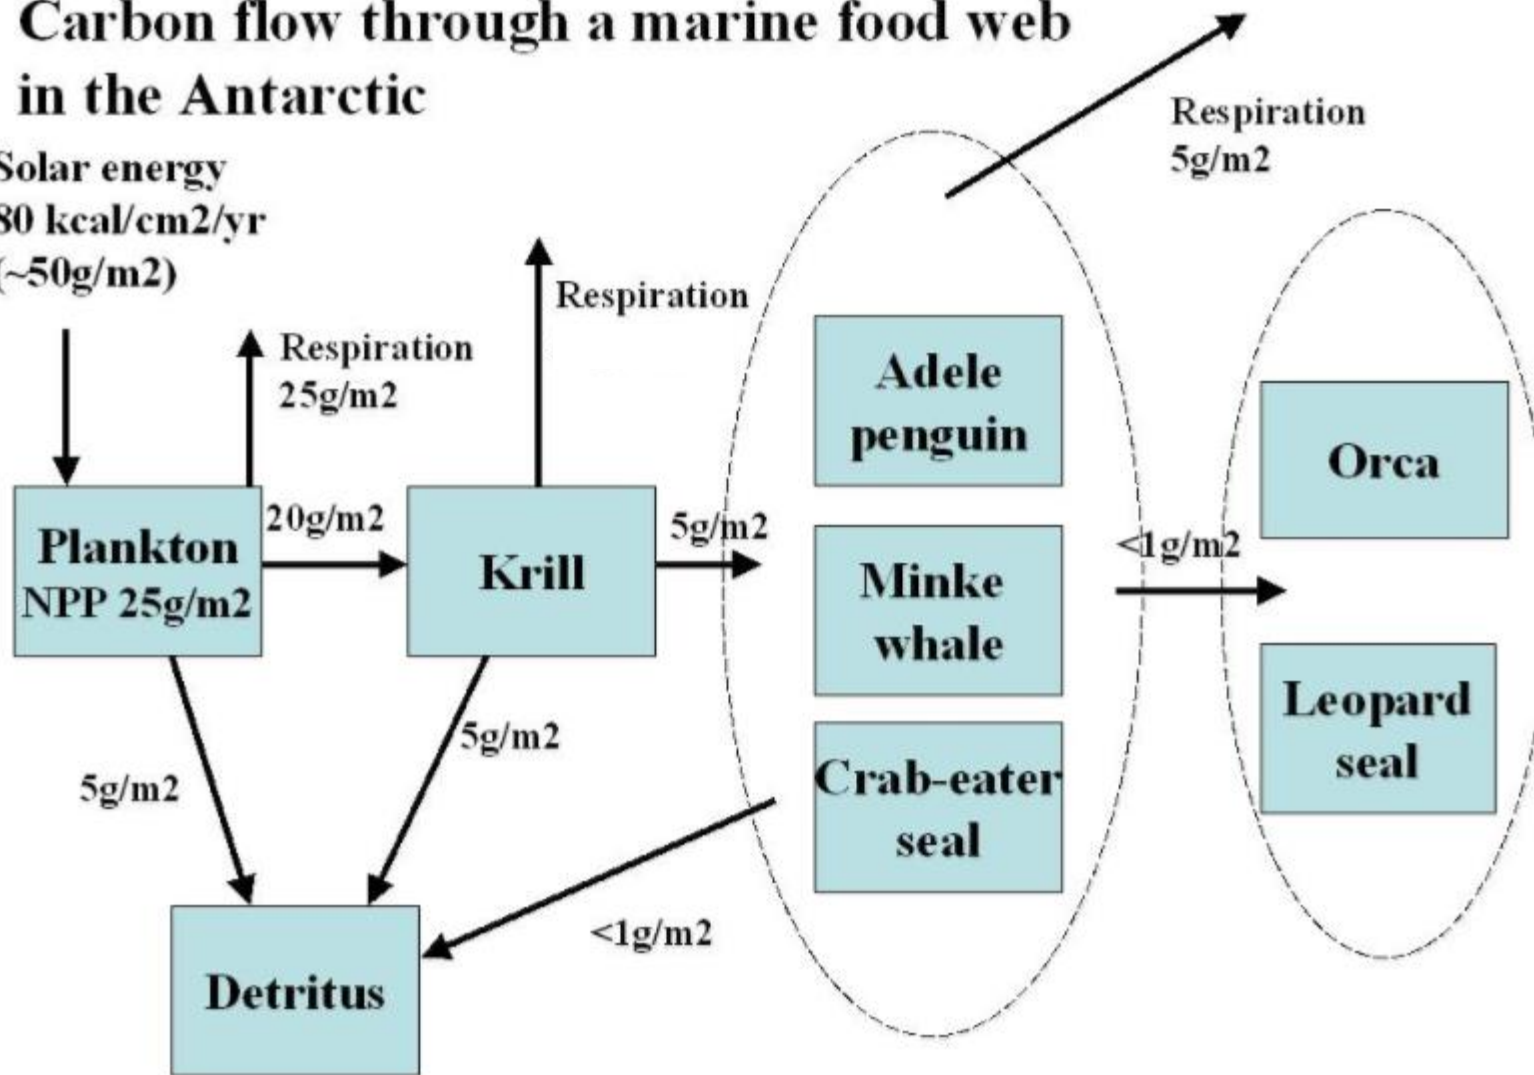 Carbon flow through a marine food web
in the Antarctic
Solar energy
80 kcal/cm2/yr
(~50g/m2)
Respiration
25g/m2
Respiration
Respiration
5g/m2
Plankton
NPP 25g/m2
20g/m2
Krill
5g/m2
Adele
penguin
Minke
whale
Crab-eater
seal
<1g/m2
Orca
Leopard
seal
5g/m2
5g/m2
<1g/m2
Detritus